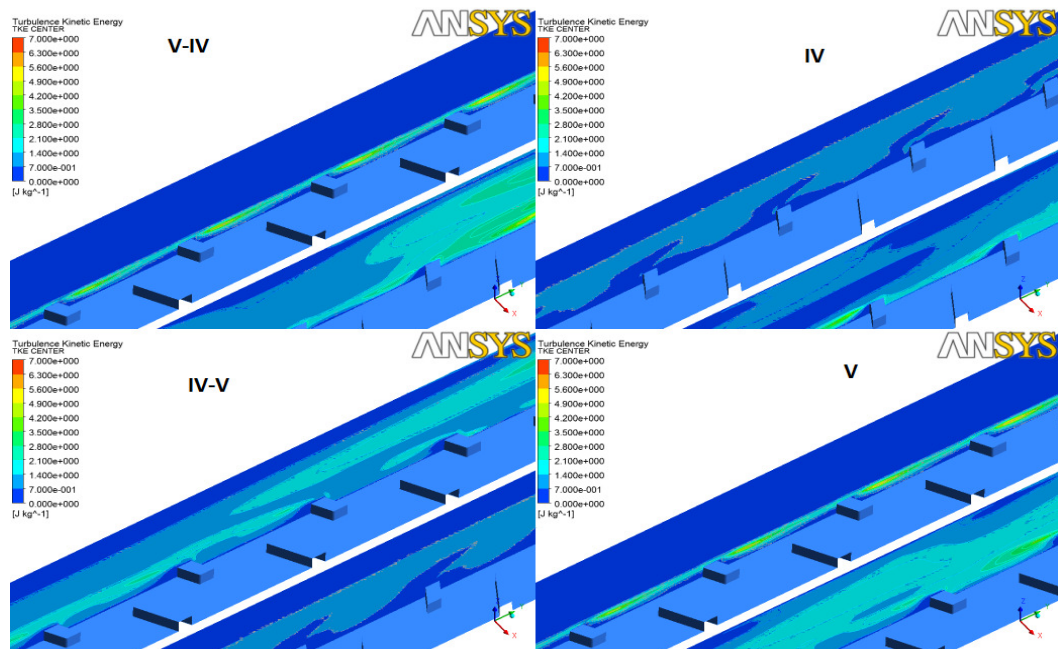 Turbulence Kinetic Energy
TKE CENTER
7.000e+000
6.300e+000
5.600e+000
4.900e+000
4.200e+000
3.500e+000
2.800e+000
2.100e+000
1.400e+000
7.000e-001
0.000e+000
[J kg^-1]
V-IV
ANSYS
Z
X
Turbulence Kinetic Energy
TKE CENTER
7.000e+000
6.300e+000
5.600e+000
4.900e+000
4.200e+000
3.500e+000
2.800e+000
2.100e+000
1.400e+000
7.000e-001
0.000e+000
[J kg^-1]
IV
ANSYS
Z
X
Turbulence Kinetic Energy
TKE CENTER
7.000e+000
6.300e+000
5.600e+000
4.900e+000
4.200e+000
3.500e+000
2.800e+000
2.100e+000
1.400e+000
7.000e-001
0.000e+000
[J kg^-1]
IV-V
ANSYS
Z
X
Turbulence Kinetic Energy
TKE CENTER
7.000e+000
6.300e+000
5.600e+000
4.900e+000
4.200e+000
3.500e+000
2.800e+000
2.100e+000
1.400e+000
7.000e-001
0.000e+000
[J kg^-1]
V
ANSYS
Z
X